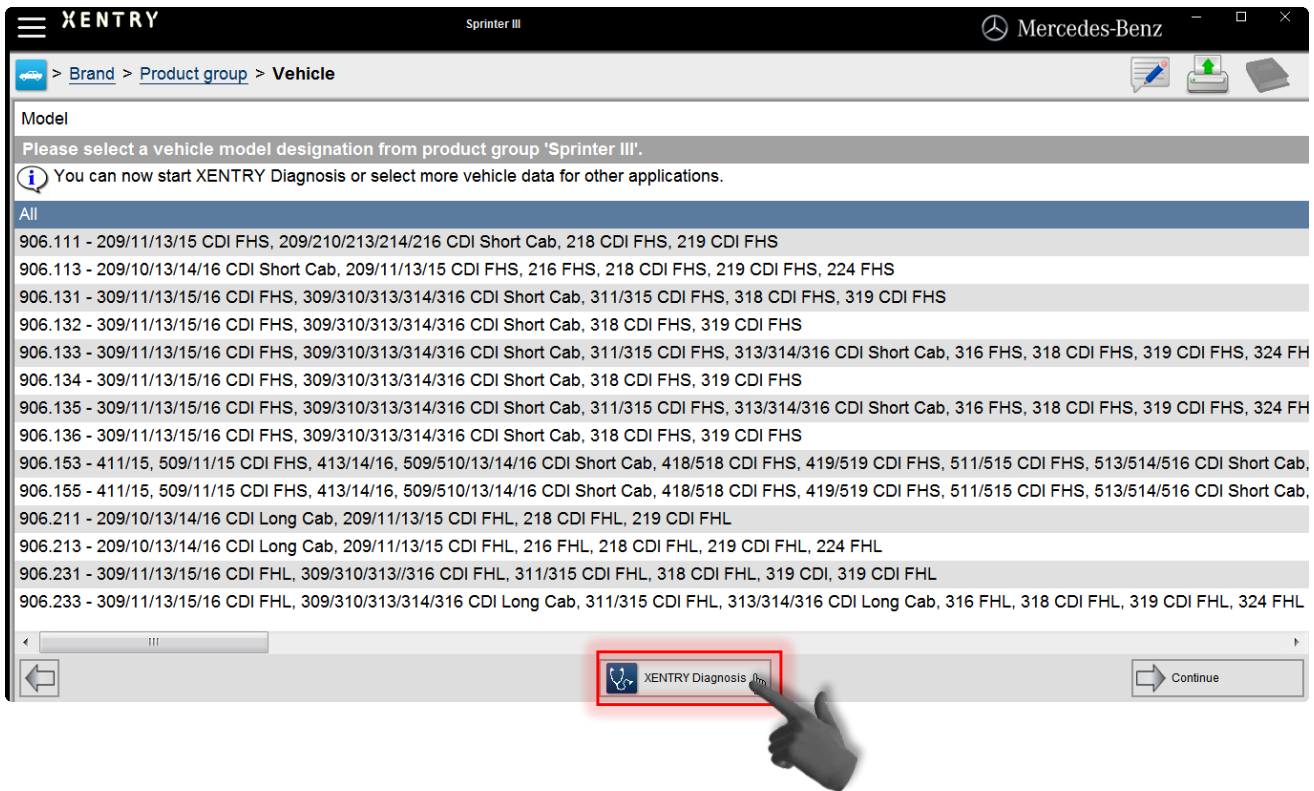 XENTRY
Sprinter III
Mercedes-Benz
> Brand > Product group > Vehicle
Model
Please select a vehicle model designation from product group 'Sprinter III'.
You can now start XENTRY Diagnosis or select more vehicle data for other applications.
All
906.111 - 209/11/13/15 CDI FHS, 209/210/213/214/216 CDI Short Cab, 218 CDI FHS, 219 CDI FHS
906.113 - 209/10/13/14/16 CDI Short Cab, 209/11/13/15 CDI FHS, 216 FHS, 218 CDI FHS, 219 CDI FHS, 224 FHS
906.131 - 309/11/13/15/16 CDI FHS, 309/310/313/314/316 CDI Short Cab, 311/315 CDI FHS, 318 CDI FHS, 319 CDI FHS
906.132 - 309/11/13/15/16 CDI FHS, 309/310/313/314/316 CDI Short Cab, 318 CDI FHS, 319 CDI FHS
906.133 - 309/11/13/15/16 CDI FHS, 309/310/313/314/316 CDI Short Cab, 311/315 CDI FHS, 313/314/316 CDI Short Cab, 316 FHS, 318 CDI FHS, 319 CDI FHS, 324 FH
906.134 - 309/11/13/15/16 CDI FHS, 309/310/313/314/316 CDI Short Cab, 318 CDI FHS, 319 CDI FHS
906.135 - 309/11/13/15/16 CDI FHS, 309/310/313/314/316 CDI Short Cab, 311/315 CDI FHS, 313/314/316 CDI Short Cab, 316 FHS, 318 CDI FHS, 319 CDI FHS, 324 FH
906.136 - 309/11/13/15/16 CDI FHS, 309/310/313/314/316 CDI Short Cab, 318 CDI FHS, 319 CDI FHS
906.153 - 411/15, 509/11/15 CDI FHS, 413/14/16, 509/510/13/14/16 CDI Short Cab, 418/518 CDI FHS, 419/519 CDI FHS, 511/515 CDI FHS, 513/514/516 CDI Short Cab,
906.155 - 411/15, 509/11/15 CDI FHS, 413/14/16, 509/510/13/14/16 CDI Short Cab, 418/518 CDI FHS, 419/519 CDI FHS, 511/515 CDI FHS, 513/514/516 CDI Short Cab,
906.211 - 209/10/13/14/16 CDI Long Cab, 209/11/13/15 CDI FHL, 218 CDI FHL, 219 CDI FHL
906.213 - 209/10/13/14/16 CDI Long Cab, 209/11/13/15 CDI FHL, 216 FHL, 218 CDI FHL, 219 CDI FHL, 224 FHL
906.231 - 309/11/13/15/16 CDI FHL, 309/310/313//316 CDI FHL, 311/315 CDI FHL, 318 CDI FHL, 319 CDI, 319 CDI FHL
906.233 - 309/11/13/15/16 CDI FHL, 309/310/313/314/316 CDI Long Cab, 311/315 CDI FHL, 313/314/316 CDI Long Cab, 316 FHL, 318 CDI FHL, 319 CDI FHL, 324 FHL
XENTRY Diagnosis
Continue